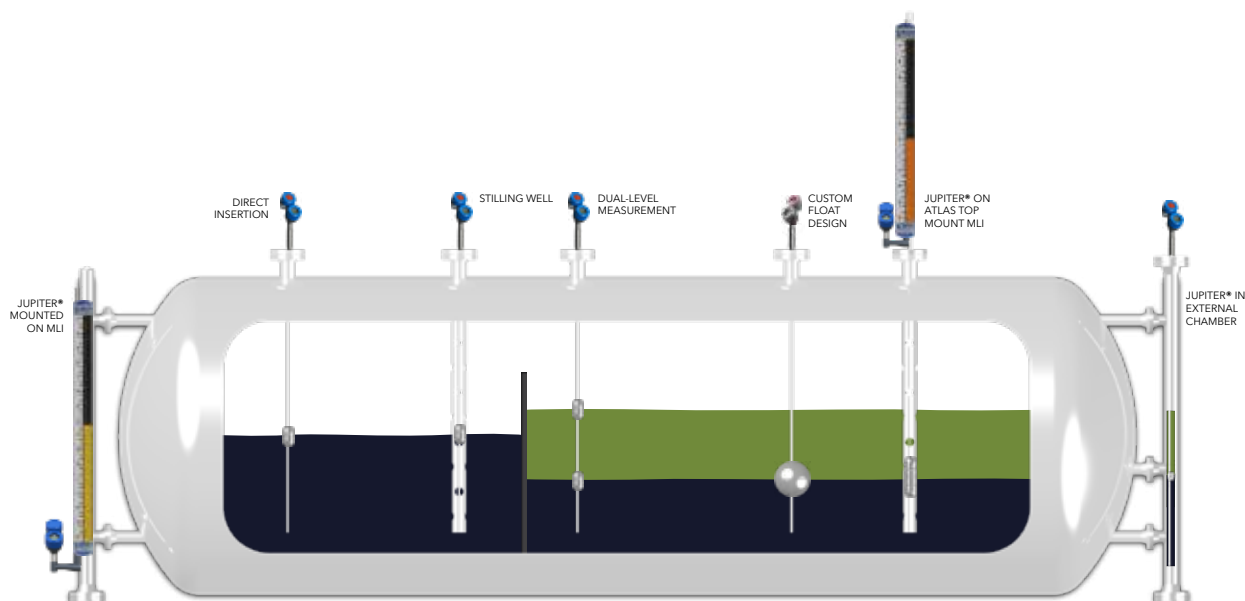 DIRECT
INSERTION
STILLING WELL
DUAL-LEVEL
MEASUREMENT
CUSTOM
FLOAT
DESIGN
JUPITER® ON
ATLAS TOP
MOUNT MLI
JUPITER®
MOUNTED
ON MLI
JUPITER® IN
EXTERNAL
CHAMBER